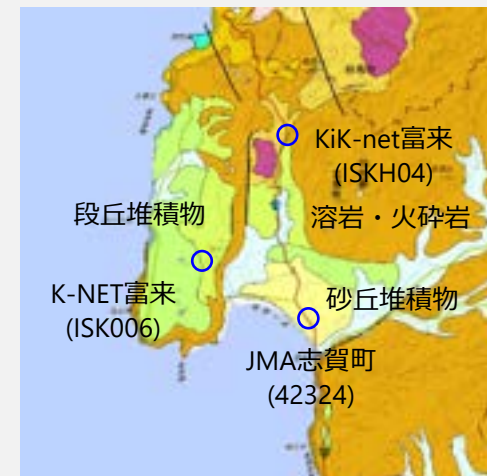 KiK-net富来
(ISKH04)
段丘堆積物
溶岩・火砕岩
K-NET富来
(ISK006)
砂丘堆積物
JMA志賀町
(42324)